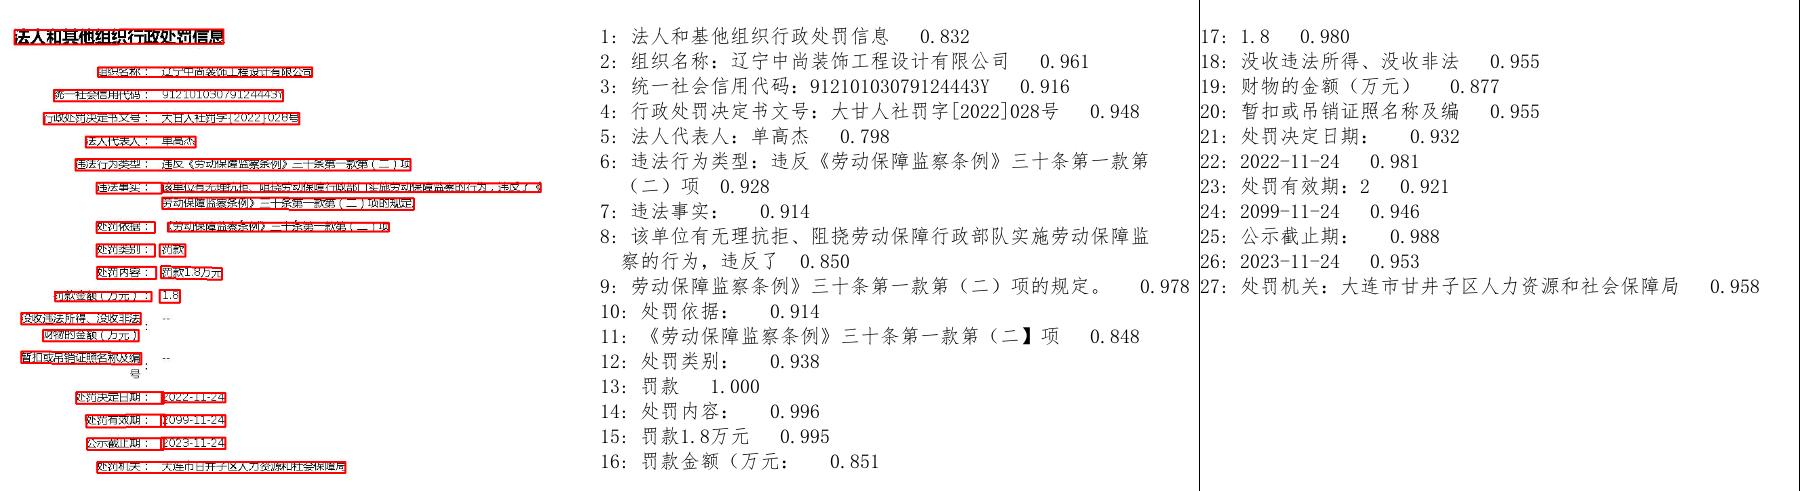 法人和其他组织行政处罚信息
组织名称： 辽宁中尚装饰工程设计有限公司
统一社会信用代码： 91210103079124443Y
行政处罚决定书文号： 大甘人社罚字[2022]028号
法人代表人： 单高杰
违法行为类型： 违反《劳动保障监察条例》三十条第一款第（二）项
违法事实： 该单位有无理抗拒、阻挠劳动保障行政部门实施劳动保障监察的行为，违反了《
劳动保障监察条例》三十条第一款第（二）项的规定
处罚依据： 《劳动保障监察条例》三十条第一款第（二）项
处罚类别： 罚款
处罚内容： 罚款1.8万元
罚款金额（万元）： 1.8
没收违法所得、没收非法
财物的金额（万元）
： --
暂扣或吊销证照名称及编
号
： --
处罚决定日期： 2022-11-24
处罚有效期： 2099-11-24
公示截止期： 2023-11-24
处罚机关： 大连市甘井子区人力资源和社会保障局
1: 法人和基他组织行政处罚信息 0.832
2: 组织名称：辽宁中尚装饰工程设计有限公司 0.961
3: 统一社会信用代码：91210103079124443Y 0.916
4: 行政处罚决定书文号：大甘人社罚字[2022]028号 0.948
5: 法人代表人：单高杰 0.798
6: 违法行为类型：违反《劳动保障监察条例》三十条第一款第
（二）项 0.928
7: 违法事实： 0.914
8: 该单位有无理抗拒、阻挠劳动保障行政部队实施劳动保障监
察的行为，违反了 0.850
9: 劳动保障监察条例》三十条第一款第（二）项的规定。 0.978
10: 处罚依据： 0.914
11: 《劳动保障监察条例》三十条第一款第（二】项 0.848
12: 处罚类别： 0.938
13: 罚款 1.000
14: 处罚内容： 0.996
15: 罚款1.8万元 0.995
16: 罚款金额（万元： 0.851
17: 1.8 0.980
18: 没收违法所得、没收非法 0.955
19: 财物的金额（万元） 0.877
20: 暂扣或吊销证照名称及编 0.955
21: 处罚决定日期： 0.932
22: 2022-11-24 0.981
23: 处罚有效期：2 0.921
24: 2099-11-24 0.946
25: 公示截止期： 0.988
26: 2023-11-24 0.953
27: 处罚机关：大连市甘井子区人力资源和社会保障局 0.958